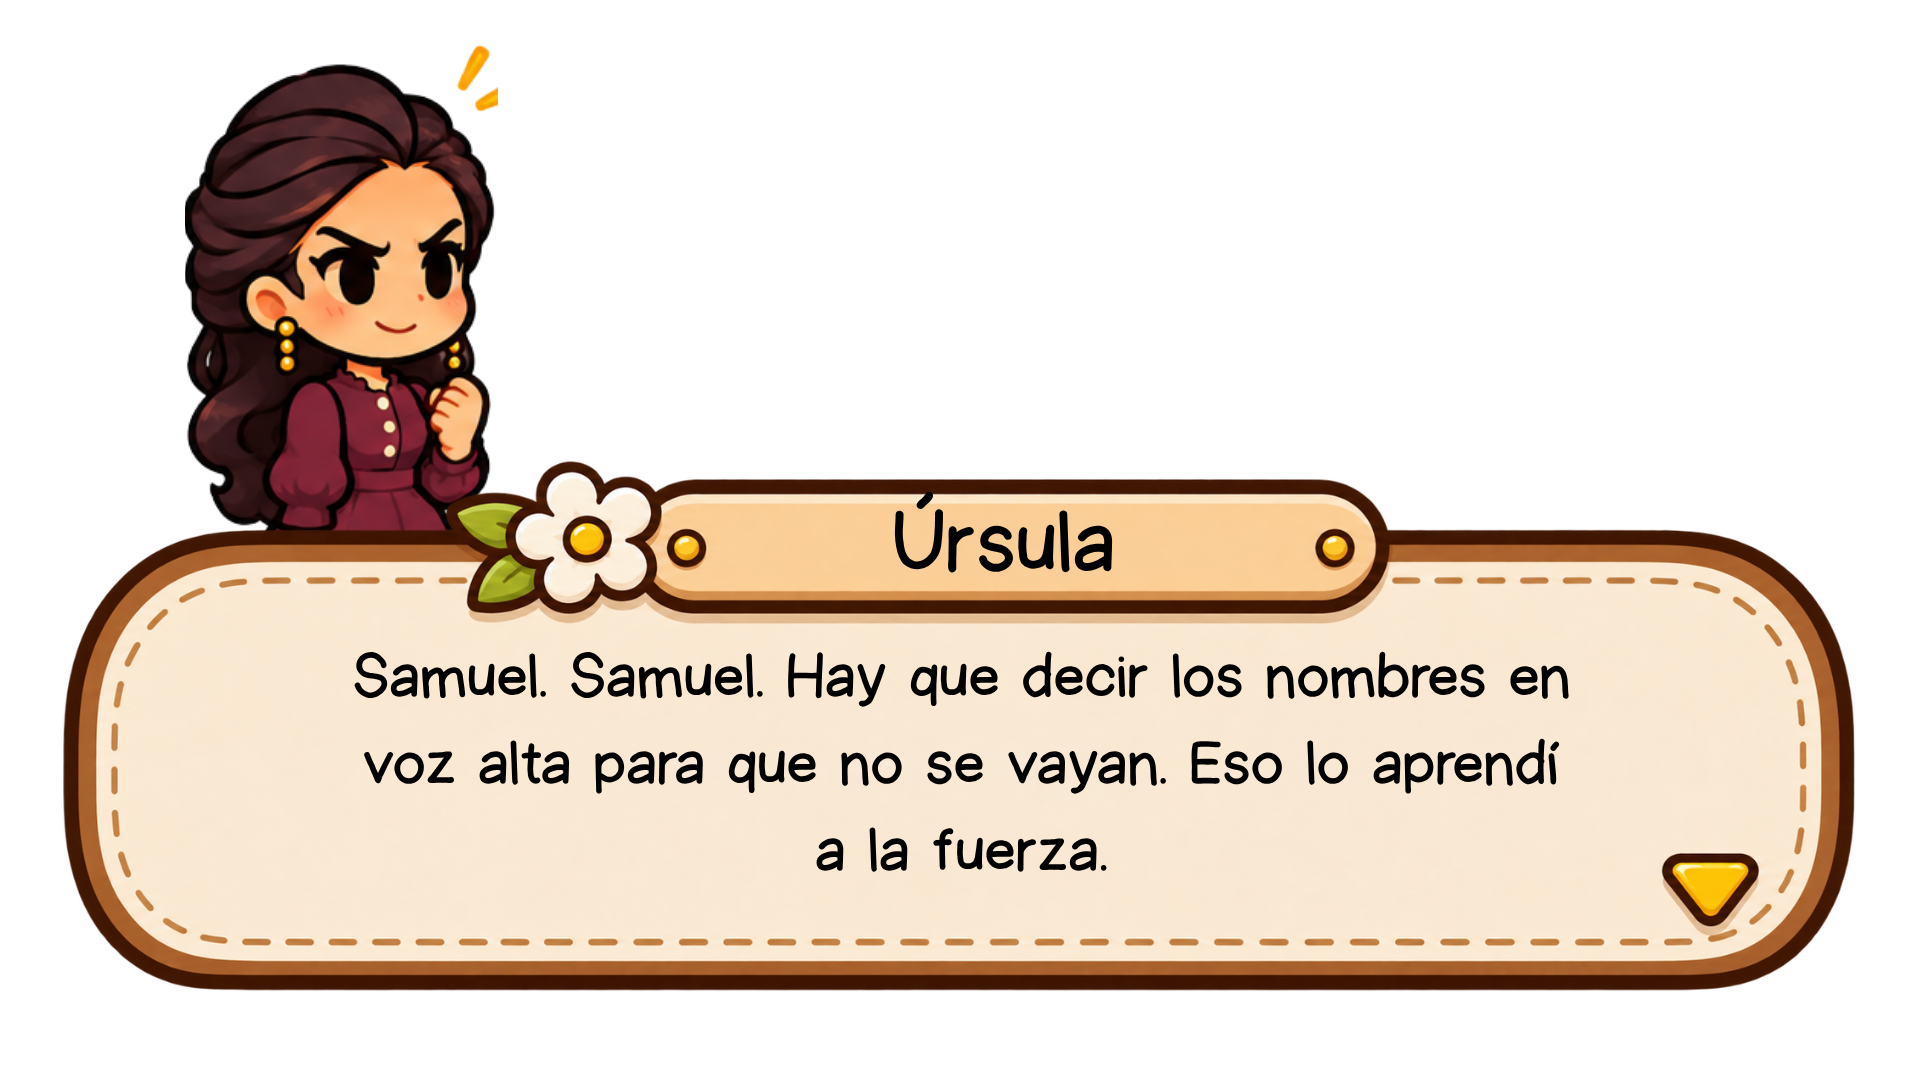 Úrsula
Samuel. Samuel. Hay que decir los nombres en
voz alta para que no se vayan. Eso lo aprendí
a la fuerza.